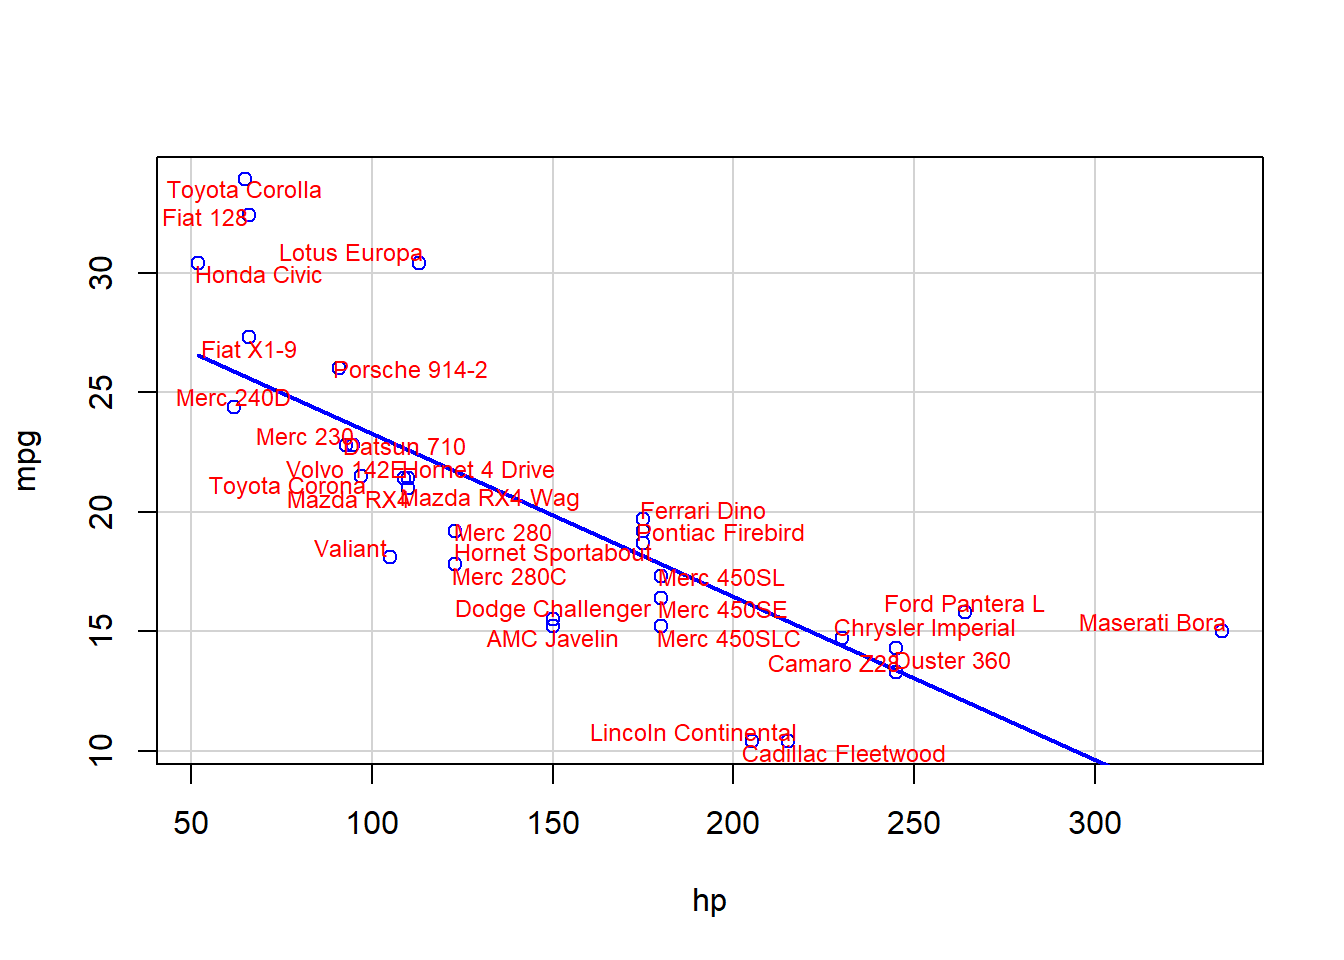 Toyota Corolla
Fiat 128
Lotus Europa
Honda Civic
Fiat X1-9
Porsche 914-2
Merc 240D
Merc 230
Datsun 710
Volvo 142E
Hornet 4 Drive
Toyota Corona
Mazda RX4
Mazda RX4 Wag
Ferrari Dino
Merc 280
Pontiac Firebird
Valiant
Hornet Sportabout
Merc 280C
Merc 450SL
Dodge Challenger
Merc 450SE
Ford Pantera L
Maserati Bora
Chrysler Imperial
AMC Javelin
Merc 450SLC
Camaro Z28
Duster 360
Lincoln Continental
Cadillac Fleetwood
30
25
20
15
10
mpg
50 100 150 200 250 300
hp